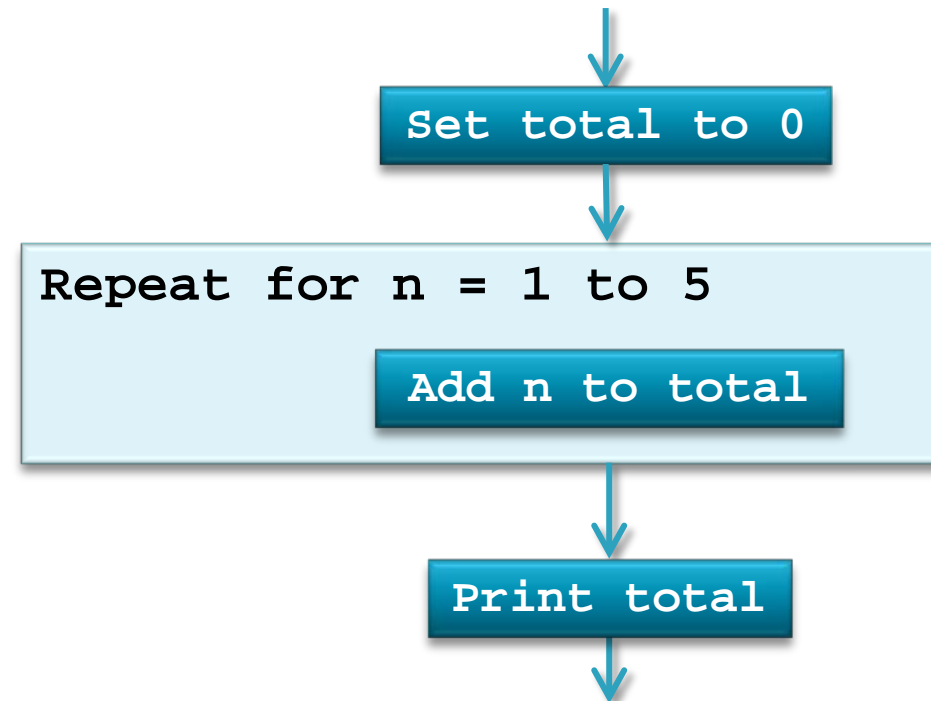 Set total to 0
Repeat for n = 1 to 5
Add n to total
Print total